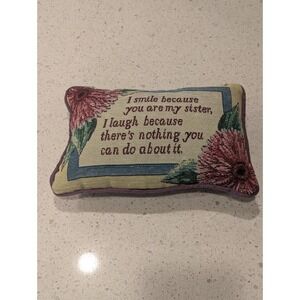 I smile because
you are my sister,
I laugh because
there's nothing you
can do about it.